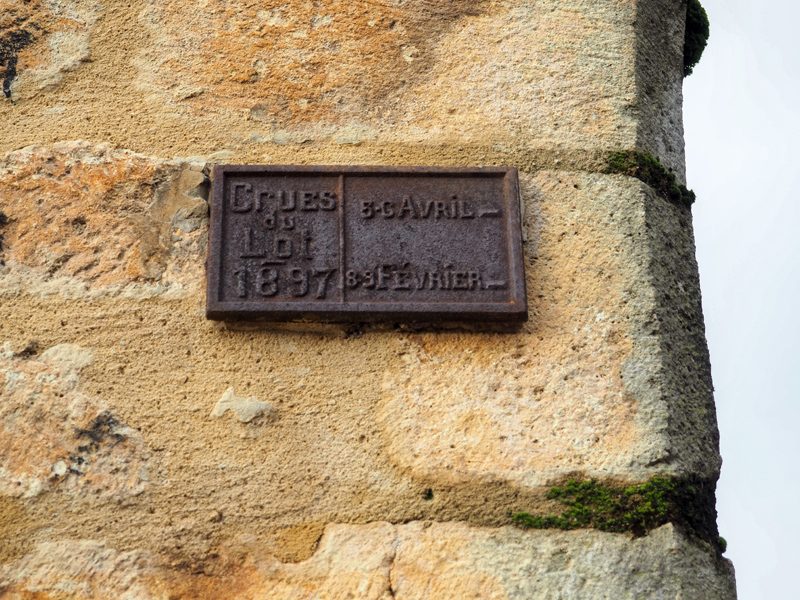 Crues
du
Lot
1897
5-6 Avril
8-9 Février